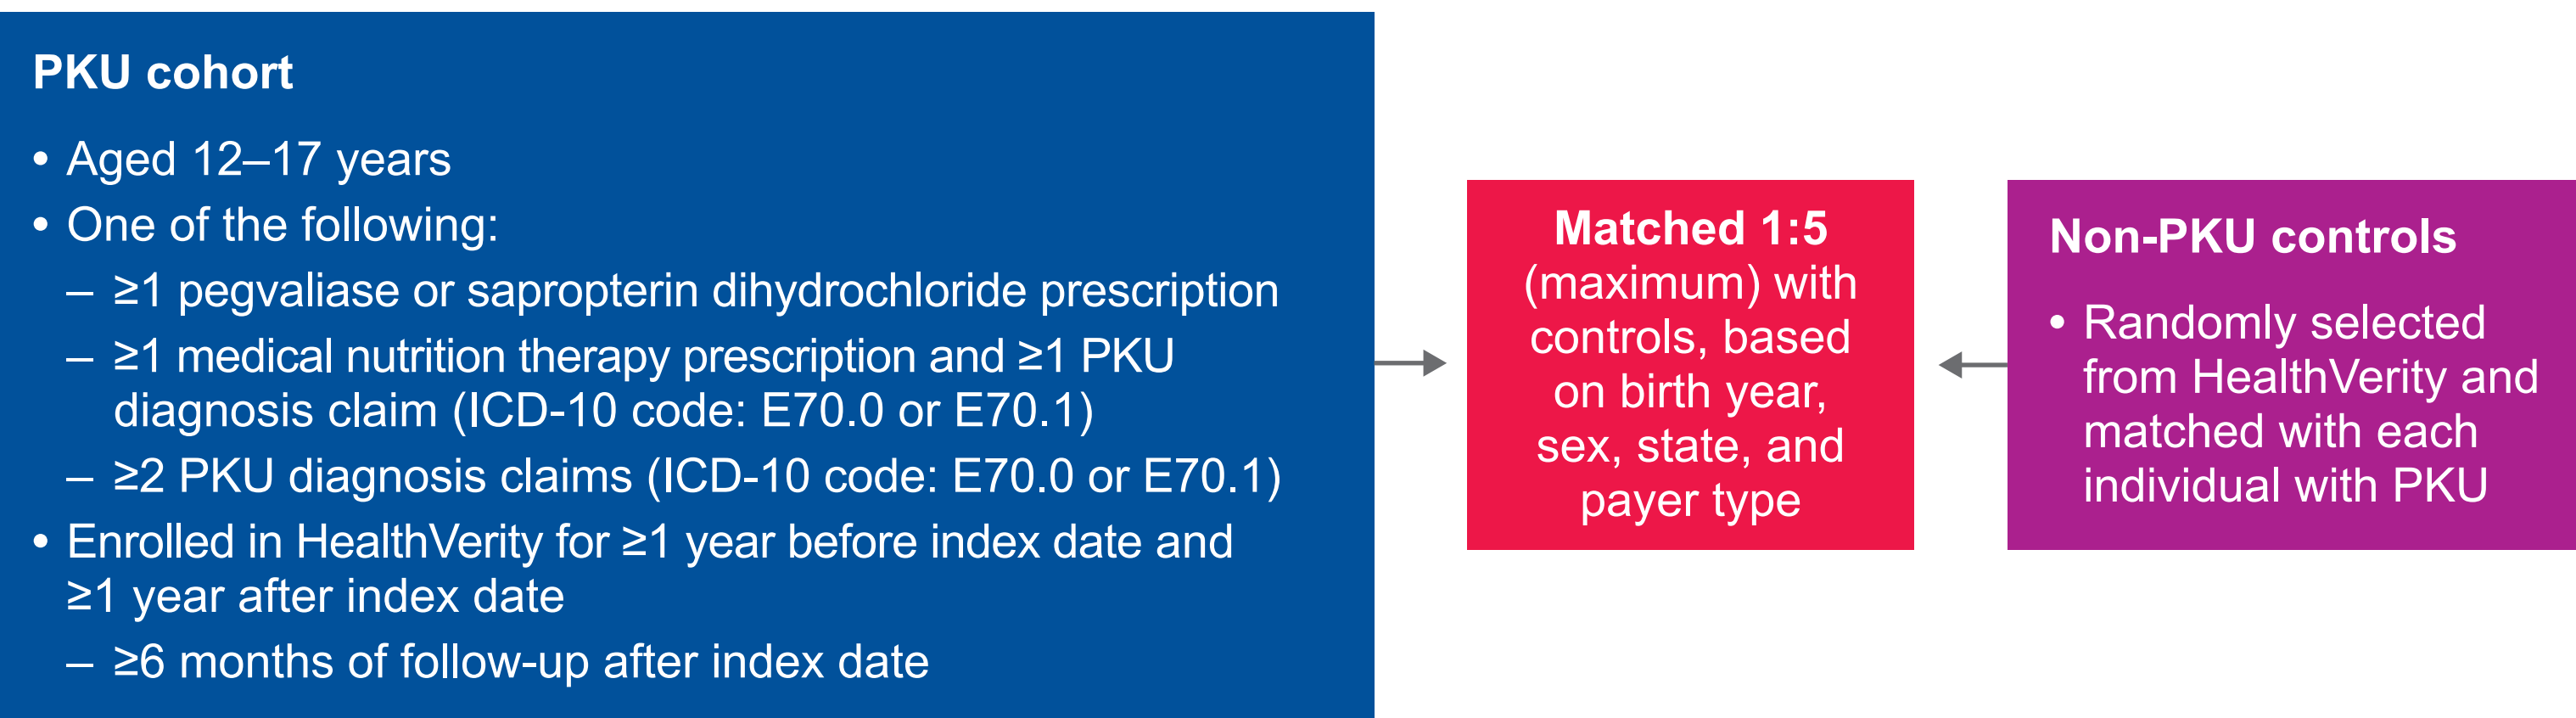 PKU cohort
• Aged 12–17 years
• One of the following:
– ≥1 pegvaliase or sapropterin dihydrochloride prescription
– ≥1 medical nutrition therapy prescription and ≥1 PKU
diagnosis claim (ICD-10 code: E70.0 or E70.1)
– ≥2 PKU diagnosis claims (ICD-10 code: E70.0 or E70.1)
• Enrolled in HealthVerity for ≥1 year before index date and
≥1 year after index date
– ≥6 months of follow-up after index date
Matched 1:5
(maximum) with
controls, based
on birth year,
sex, state, and
payer type
Non-PKU controls
• Randomly selected
from HealthVerity and
matched with each
individual with PKU